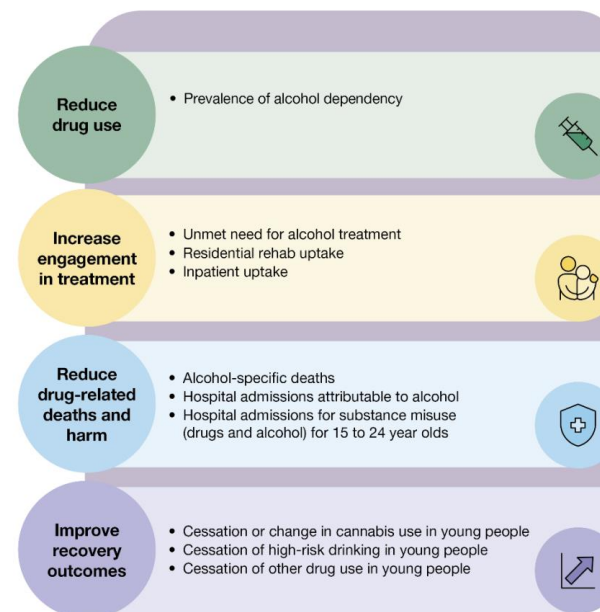 Reduce
drug use
• Prevalence of alcohol dependency
Increase
engagement
in treatment
• Unmet need for alcohol treatment
• Residential rehab uptake
• Inpatient uptake
Reduce
drug-related
deaths and
harm
• Alcohol-specific deaths
• Hospital admissions attributable to alcohol
• Hospital admissions for substance misuse
(drugs and alcohol) for 15 to 24 year olds
Improve
recovery
outcomes
• Cessation or change in cannabis use in young people
• Cessation of high-risk drinking in young people
• Cessation of other drug use in young people